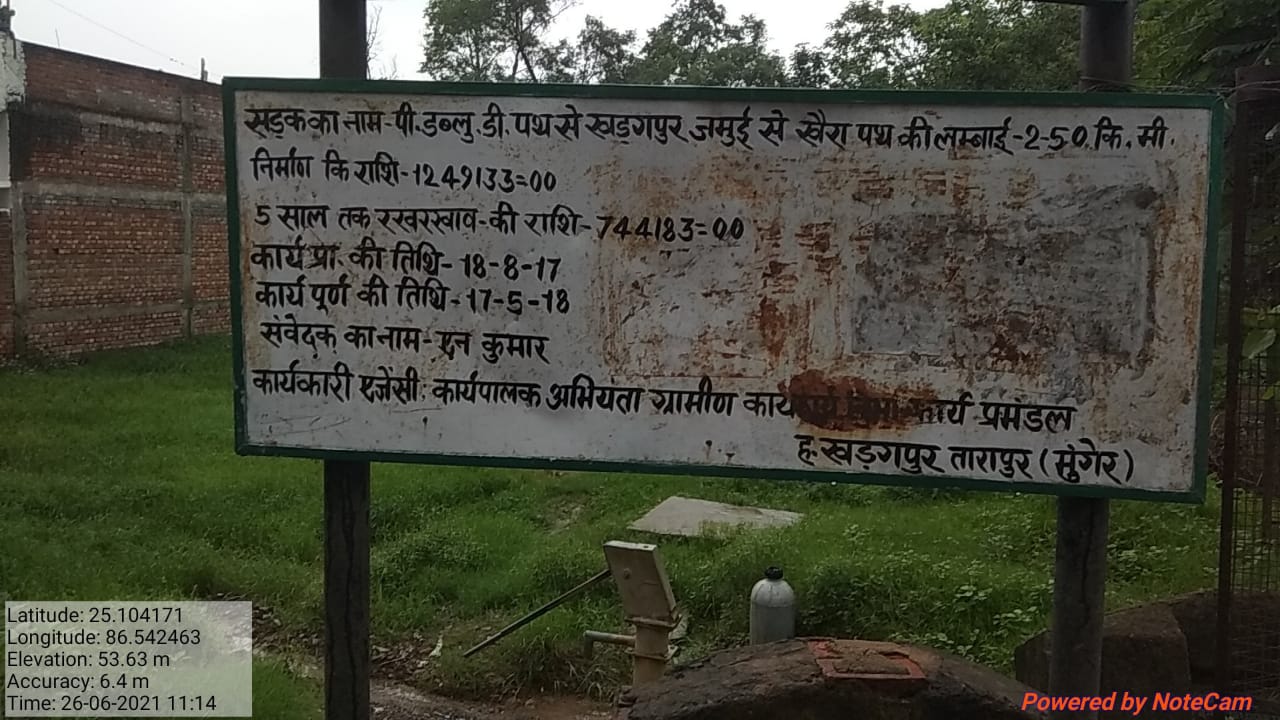 सड़क का नाम-पी.डब्लु.डी.पथ से खड़गपुर जमुई से खैरा पथ की लम्बाई-2-50.कि.मी.
निर्माण कि राशि-1249133=00
5 साल तक रखरखाव-की राशि-744183=00
कार्य प्रा. की तिथि-18-8-17
कार्य पूर्ण की तिथि-17-5-18
संवेदक का नाम-एन कुमार
कार्यकारी एजेंसी: कार्यपालक अभियता ग्रामीण कार्य कार्य प्रमंडल
ह. खड़गपुर तारापुर (मुंगेर)
Latitude: 25.104171
Longitude: 86.542463
Elevation: 53.63 m
Accuracy: 6.4 m
Time: 26-06-2021 11:14
Powered by NoteCam